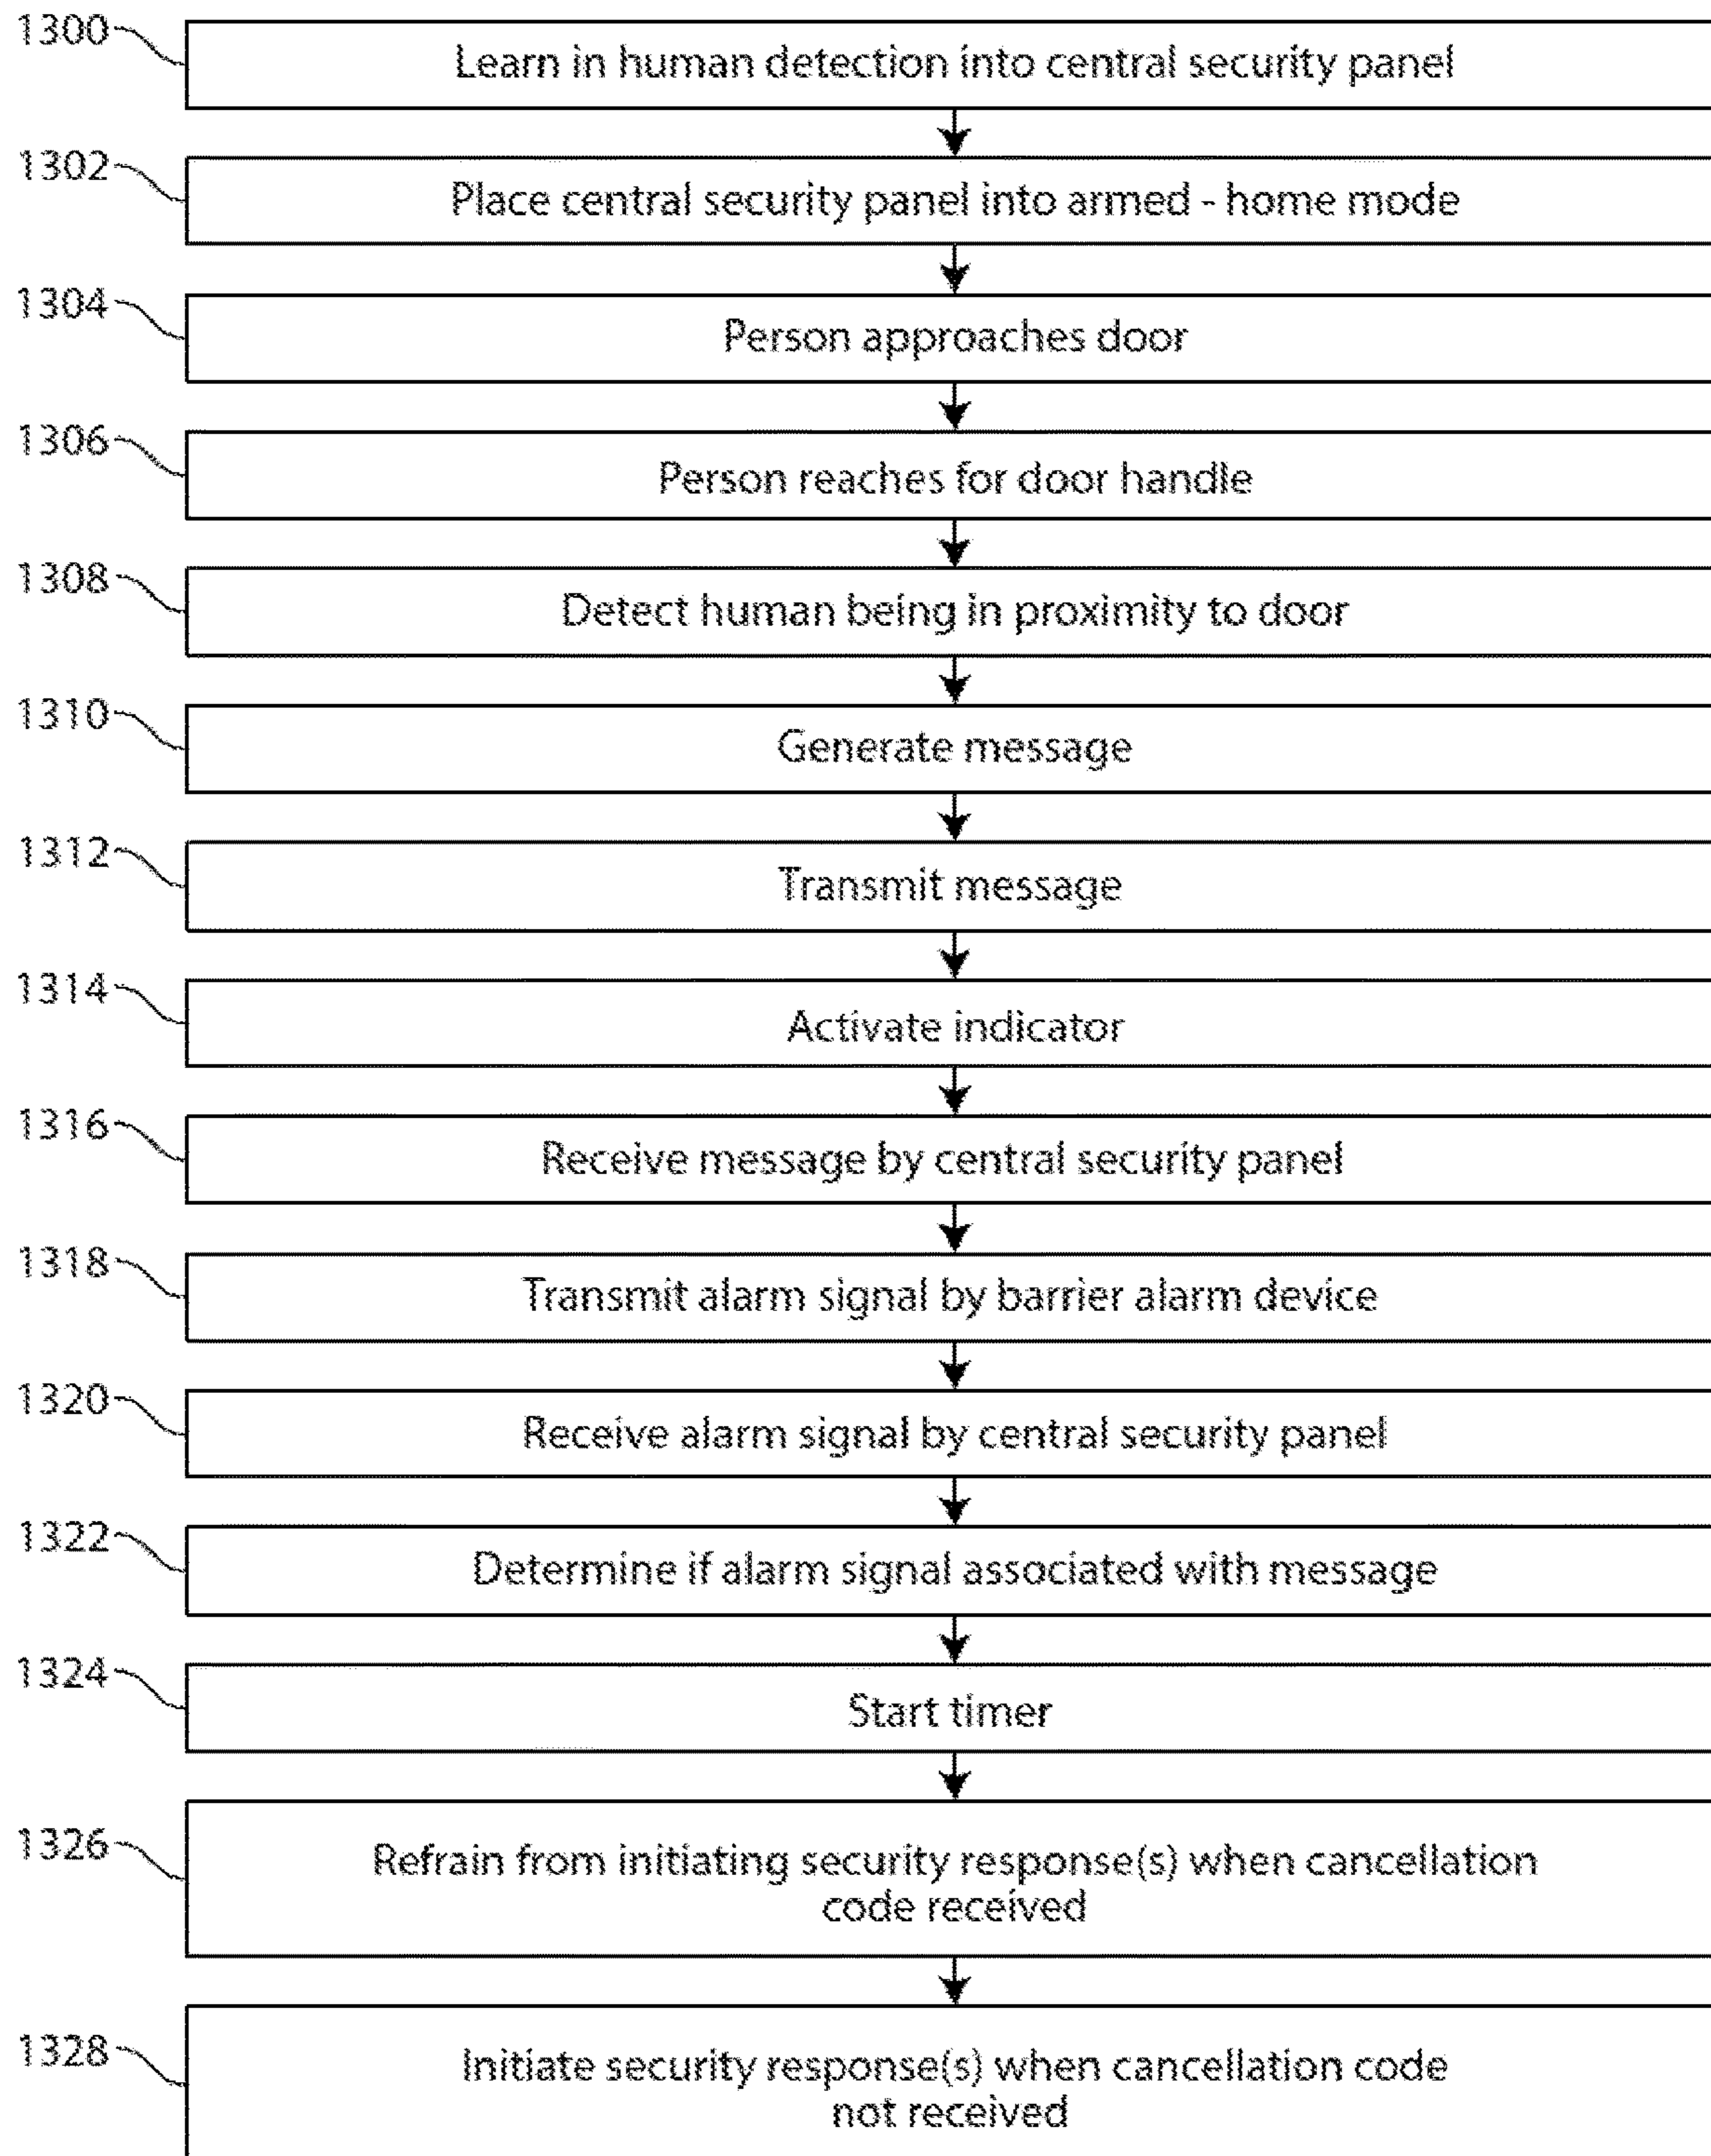 1300
Learn in human detection into central security panel
1302
Place central security panel into armed - home mode
1304
Person approaches door
1306
Person reaches for door handle
1308
Detect human being in proximity to door
1310
Generate message
1312
Transmit message
1314
Activate indicator
1316
Receive message by central security panel
1318
Transmit alarm signal by barrier alarm device
1320
Receive alarm signal by central security panel
1322
Determine if alarm signal associated with message
1324
Start timer
1326
Refrain from initiating security response(s) when cancellation
code received
1328
Initiate security response(s) when cancellation code
not received